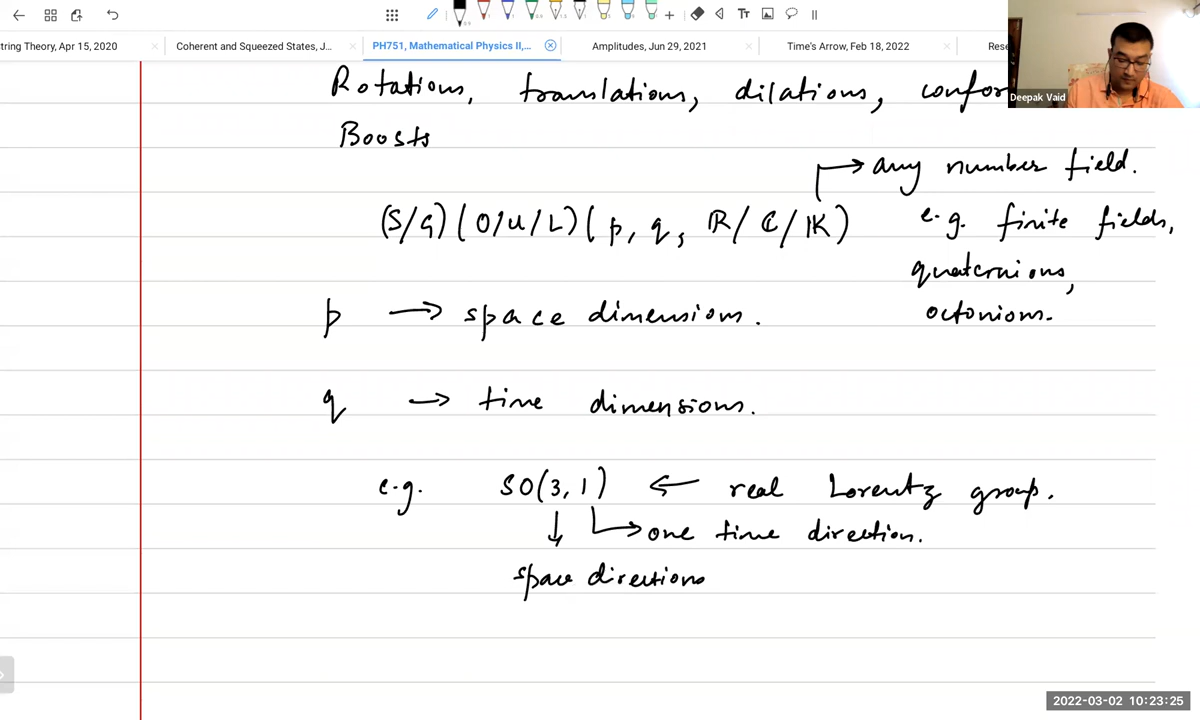 tring Theory, Apr 15, 2020
Coherent and Squeezed States, J...
PH751, Mathematical Physics II,...
Amplitudes, Jun 29, 2021
Time's Arrow, Feb 18, 2022
Rese
Deepak Vaid
Rotations, translations, dilations, confor
Boosts
→ any number field.
(S/G)(O/U/L)(p, q, ℝ/ℂ/𝕂) e.g. finite fields,
quaternions,
p → space dimensions. octonions.
q → time dimensions.
e.g. SO(3,1) ← real Lorentz group.
↓ ↳ one time direction.
space directions
2022-03-02 10:23:25